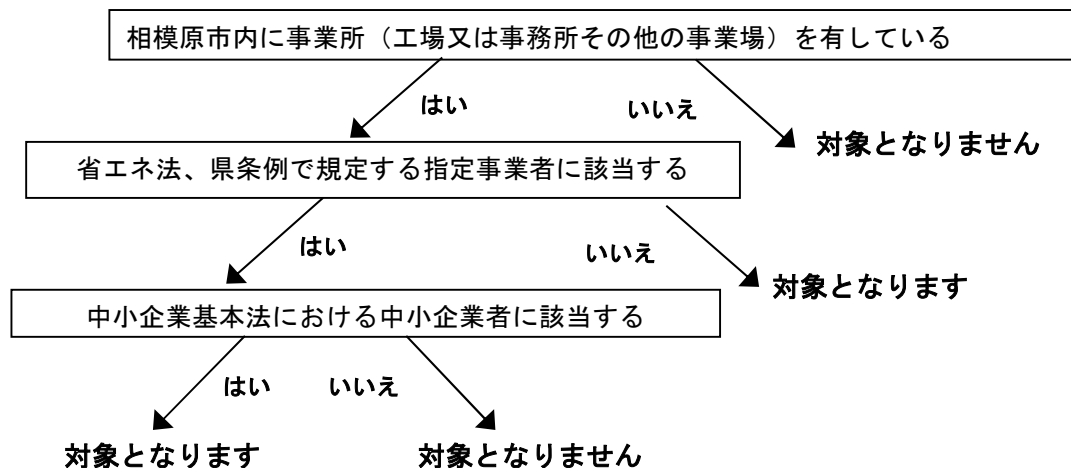 相模原市内に事業所（工場又は事務所その他の事業場）を有している
はい
いいえ
対象となりません
省エネ法、県条例で規定する指定事業者に該当する
はい
いいえ
対象となります
中小企業基本法における中小企業者に該当する
はい
いいえ
対象となります
対象となりません